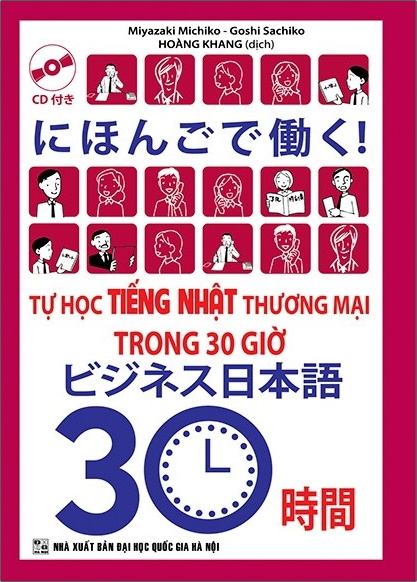 Miyazaki Michiko - Goshi Sachiko
HOÀNG KHANG (dịch)
CD付き
にほんごで働く!
TỰ HỌC TIẾNG NHẬT THƯƠNG MẠI
TRONG 30 GIỜ
ビジネス日本語
30
時間
NHÀ XUẤT BẢN ĐẠI HỌC QUỐC GIA HÀ NỘI